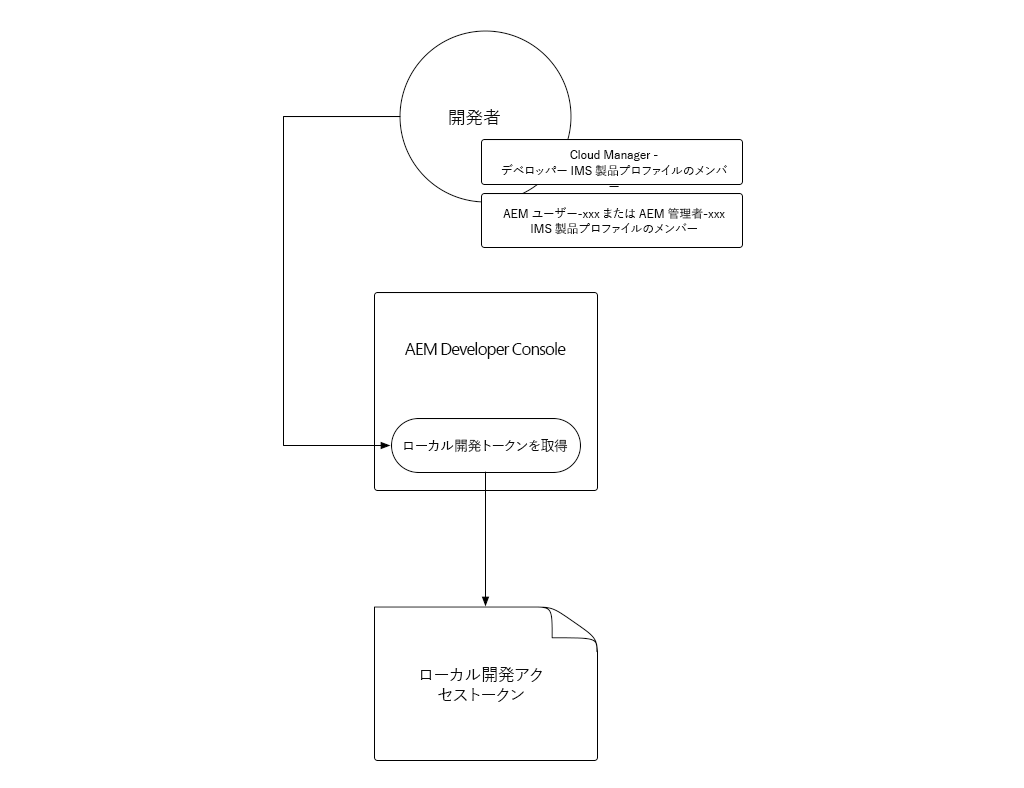 開発者
Cloud Manager -
デベロッパー IMS 製品プロファイルのメンバ
ー
AEM ユーザー-xxx または AEM 管理者-xxx
IMS 製品プロファイルのメンバー
AEM Developer Console
ローカル開発トークンを取得
ローカル開発アク
セストークン